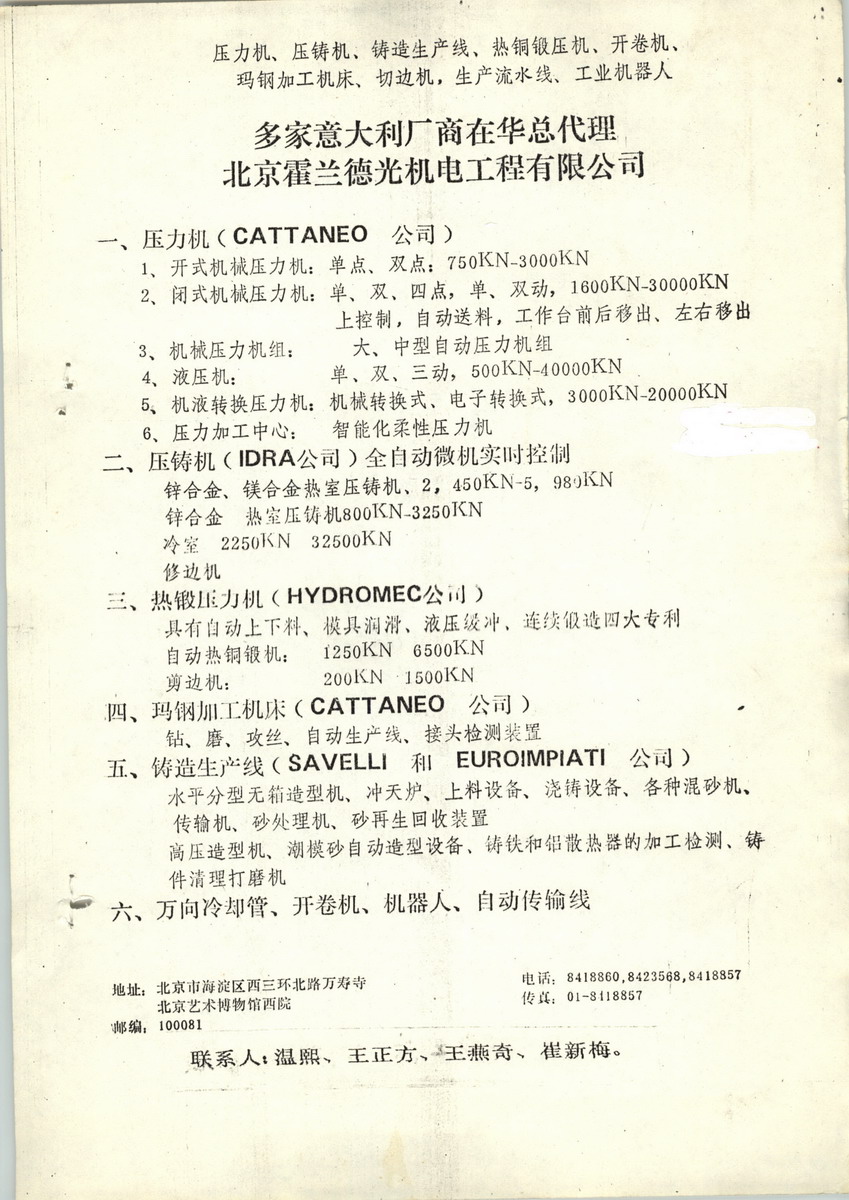 压力机、压铸机、铸造生产线、热铜锻压机、开卷机、
玛钢加工机床、切边机，生产流水线、工业机器人
多家意大利厂商在华总代理
北京霍兰德光机电工程有限公司
一、压力机（CATTANEO 公司）
1、开式机械压力机：单点、双点：750KN-3000KN
2、闭式机械压力机：单、双、四点，单、双动，1600KN-30000KN
上控制，自动送料，工作台前后移出、左右移出
3、机械压力机组： 大、中型自动压力机组
4、液压机： 单、双、三动，500KN-40000KN
5、机液转换压力机：机械转换式、电子转换式，3000KN-20000KN
6、压力加工中心： 智能化柔性压力机
二、压铸机（IDRA公司）全自动微机实时控制
锌合金、镁合金热室压铸机、2，450KN-5，980KN
锌合金 热室压铸机800KN-3250KN
冷室 2250KN 32500KN
修边机
三、热锻压力机（HYDROMEC公司）
具有自动上下料、模具润滑、液压缓冲、连续锻造四大专利
自动热铜锻机： 1250KN 6500KN
剪边机： 200KN 1500KN
四、玛钢加工机床（CATTANEO 公司）
钻、磨、攻丝、自动生产线、接头检测装置
五、铸造生产线（SAVELLI 和 EUROIMPIATI 公司）
水平分型无箱造型机、冲天炉、上料设备、浇铸设备、各种混砂机、
传输机、砂处理机、砂再生回收装置
高压造型机、潮模砂自动造型设备、铸铁和铝散热器的加工检测、铸
件清理打磨机
六、万向冷却管、开卷机、机器人、自动传输线
地址：北京市海淀区西三环北路万寿寺
北京艺术博物馆西院
邮编：100081
电话：8418860,8423568,8418857
传真：01-8418857
联系人：温熙、王正方、王燕奇、崔新梅。